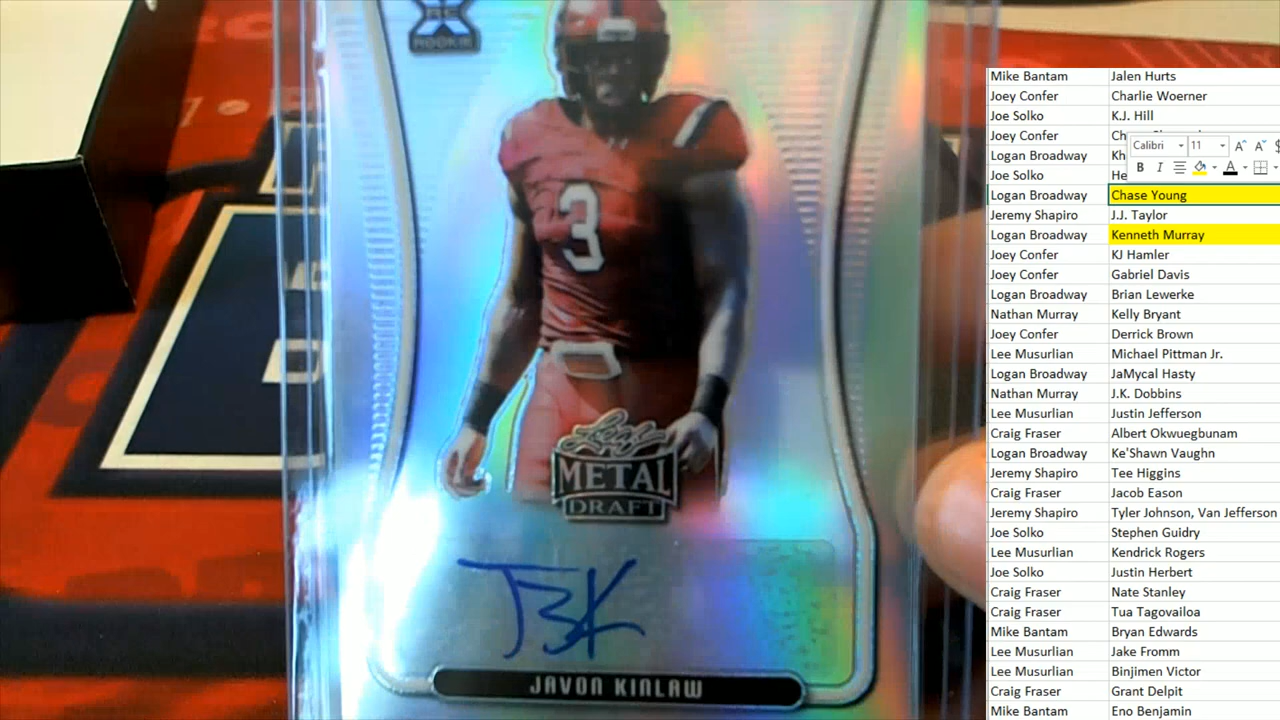 ROOKIE
3
Leaf
METAL
DRAFT
JAVON KINLAW
Mike Bantam Jalen Hurts
Joey Confer Charlie Woerner
Joe Solko K.J. Hill
Joey Confer
Logan Broadway Kh
Joe Solko He
Calibri 11
B I A
Logan Broadway Chase Young
Jeremy Shapiro J.J. Taylor
Logan Broadway Kenneth Murray
Joey Confer KJ Hamler
Joey Confer Gabriel Davis
Logan Broadway Brian Lewerke
Nathan Murray Kelly Bryant
Joey Confer Derrick Brown
Lee Musurlian Michael Pittman Jr.
Logan Broadway JaMycal Hasty
Nathan Murray J.K. Dobbins
Lee Musurlian Justin Jefferson
Craig Fraser Albert Okwuegbunam
Logan Broadway Ke'Shawn Vaughn
Jeremy Shapiro Tee Higgins
Craig Fraser Jacob Eason
Jeremy Shapiro Tyler Johnson, Van Jefferson
Joe Solko Stephen Guidry
Lee Musurlian Kendrick Rogers
Joe Solko Justin Herbert
Craig Fraser Nate Stanley
Craig Fraser Tua Tagovailoa
Mike Bantam Bryan Edwards
Lee Musurlian Jake Fromm
Lee Musurlian Binjimen Victor
Craig Fraser Grant Delpit
Mike Bantam Eno Benjamin